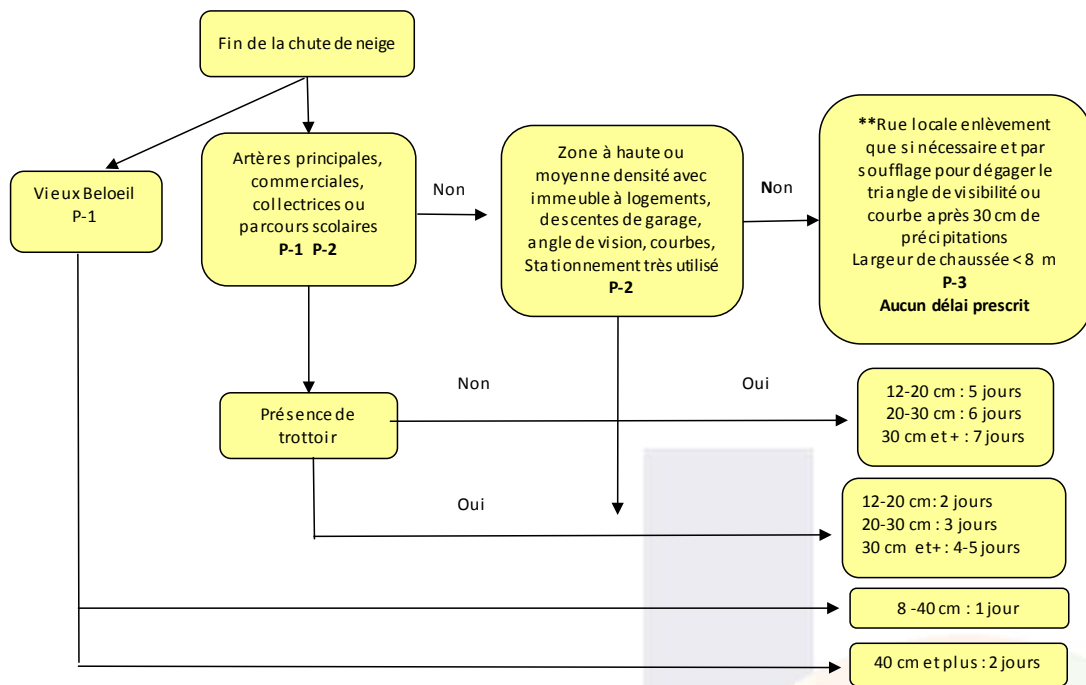 Fin de la chute de neige
Vieux Beloeil
P-1
Artères principales,
commerciales,
collectrices ou
parcours scolaires
P-1 P-2
Non
Zone à haute ou
moyenne densité avec
immeuble à logements,
descentes de garage,
angle de vision, courbes,
Stationnement très utilisé
P-2
Non
**Rue locale enlèvement
que si nécessaire et par
soufflage pour dégager le
triangle de visibilité ou
courbe après 30 cm de
précipitations
Largeur de chaussée < 8 m
P-3
Aucun délai prescrit
Présence de
trottoir
Non
Oui
12-20 cm : 5 jours
20-30 cm : 6 jours
30 cm et + : 7 jours
Oui
12-20 cm: 2 jours
20-30 cm : 3 jours
30 cm et+ : 4-5 jours
8 -40 cm : 1 jour
40 cm et plus : 2 jours